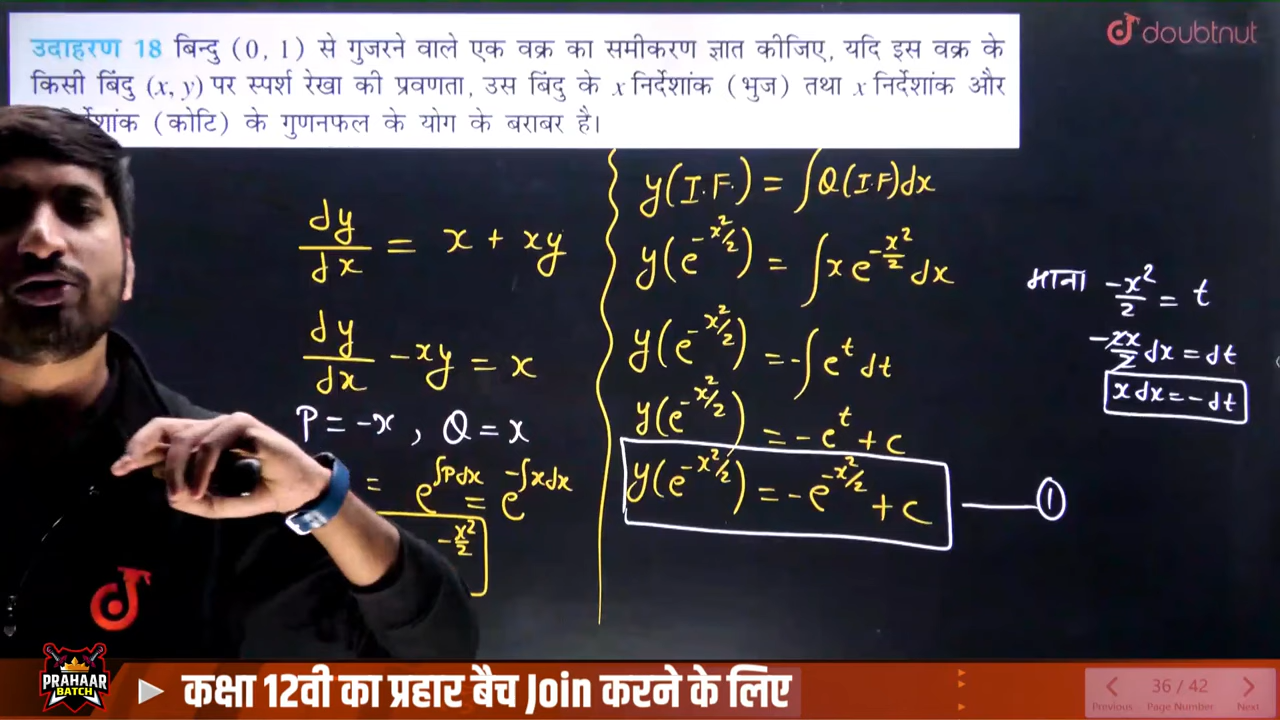 doubtnut
उदाहरण 18 बिन्दु (0, 1) से गुजरने वाले एक वक्र का समीकरण ज्ञात कीजिए, यदि इस वक्र के
किसी बिंदु (x, y) पर स्पर्श रेखा की प्रवणता, उस बिंदु के x निर्देशांक (भुज) तथा x निर्देशांक और
(कोटि) के गुणनफल के योग के बराबर है।
dy/dx = x + xy
dy/dx - xy = x
P = -x , Q = x
= e^∫Pdx = e^-∫xdx
-x²/2
y(I.F.) = ∫Q(I.F)dx
y(e^-x²/2) = ∫x e^-x²/2 dx
y(e^-x²/2) = -∫e^t dt
y(e^-x²/2) = -e^t + c
y(e^-x²/2) = -e^-x²/2 + c — ①
माना -x²/2 = t
-2x/2 dx = dt
x dx = -dt
PRAHAAR
BATCH
कक्षा 12वी का प्रहार बैच Join करने के लिए
36 / 42
Previous Page Number Next